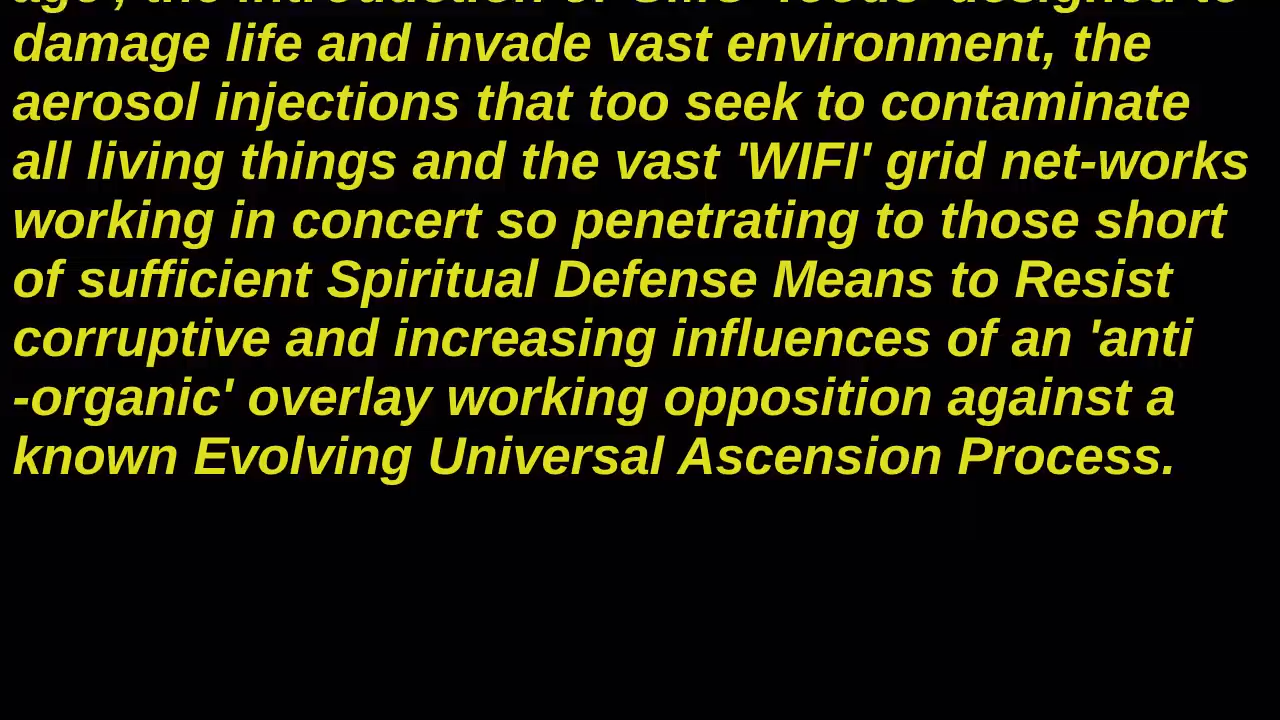 damage life and invade vast environment, the
aerosol injections that too seek to contaminate
all living things and the vast 'WIFI' grid net-works
working in concert so penetrating to those short
of sufficient Spiritual Defense Means to Resist
corruptive and increasing influences of an 'anti
-organic' overlay working opposition against a
known Evolving Universal Ascension Process.